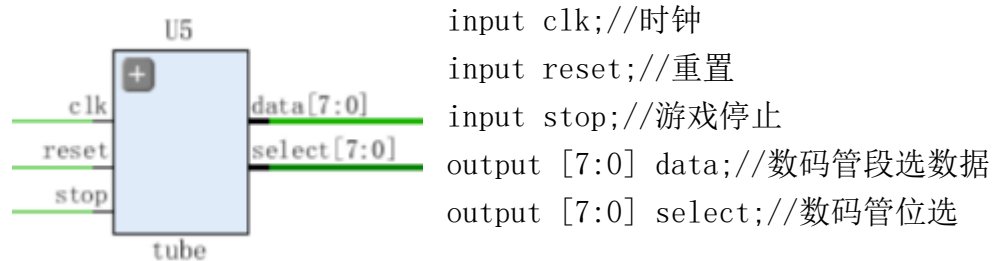 U5
+
clk
reset
stop
data[7:0]
select[7:0]
tube
input clk;//时钟
input reset;//重置
input stop;//游戏停止
output [7:0] data;//数码管段选数据
output [7:0] select;//数码管位选